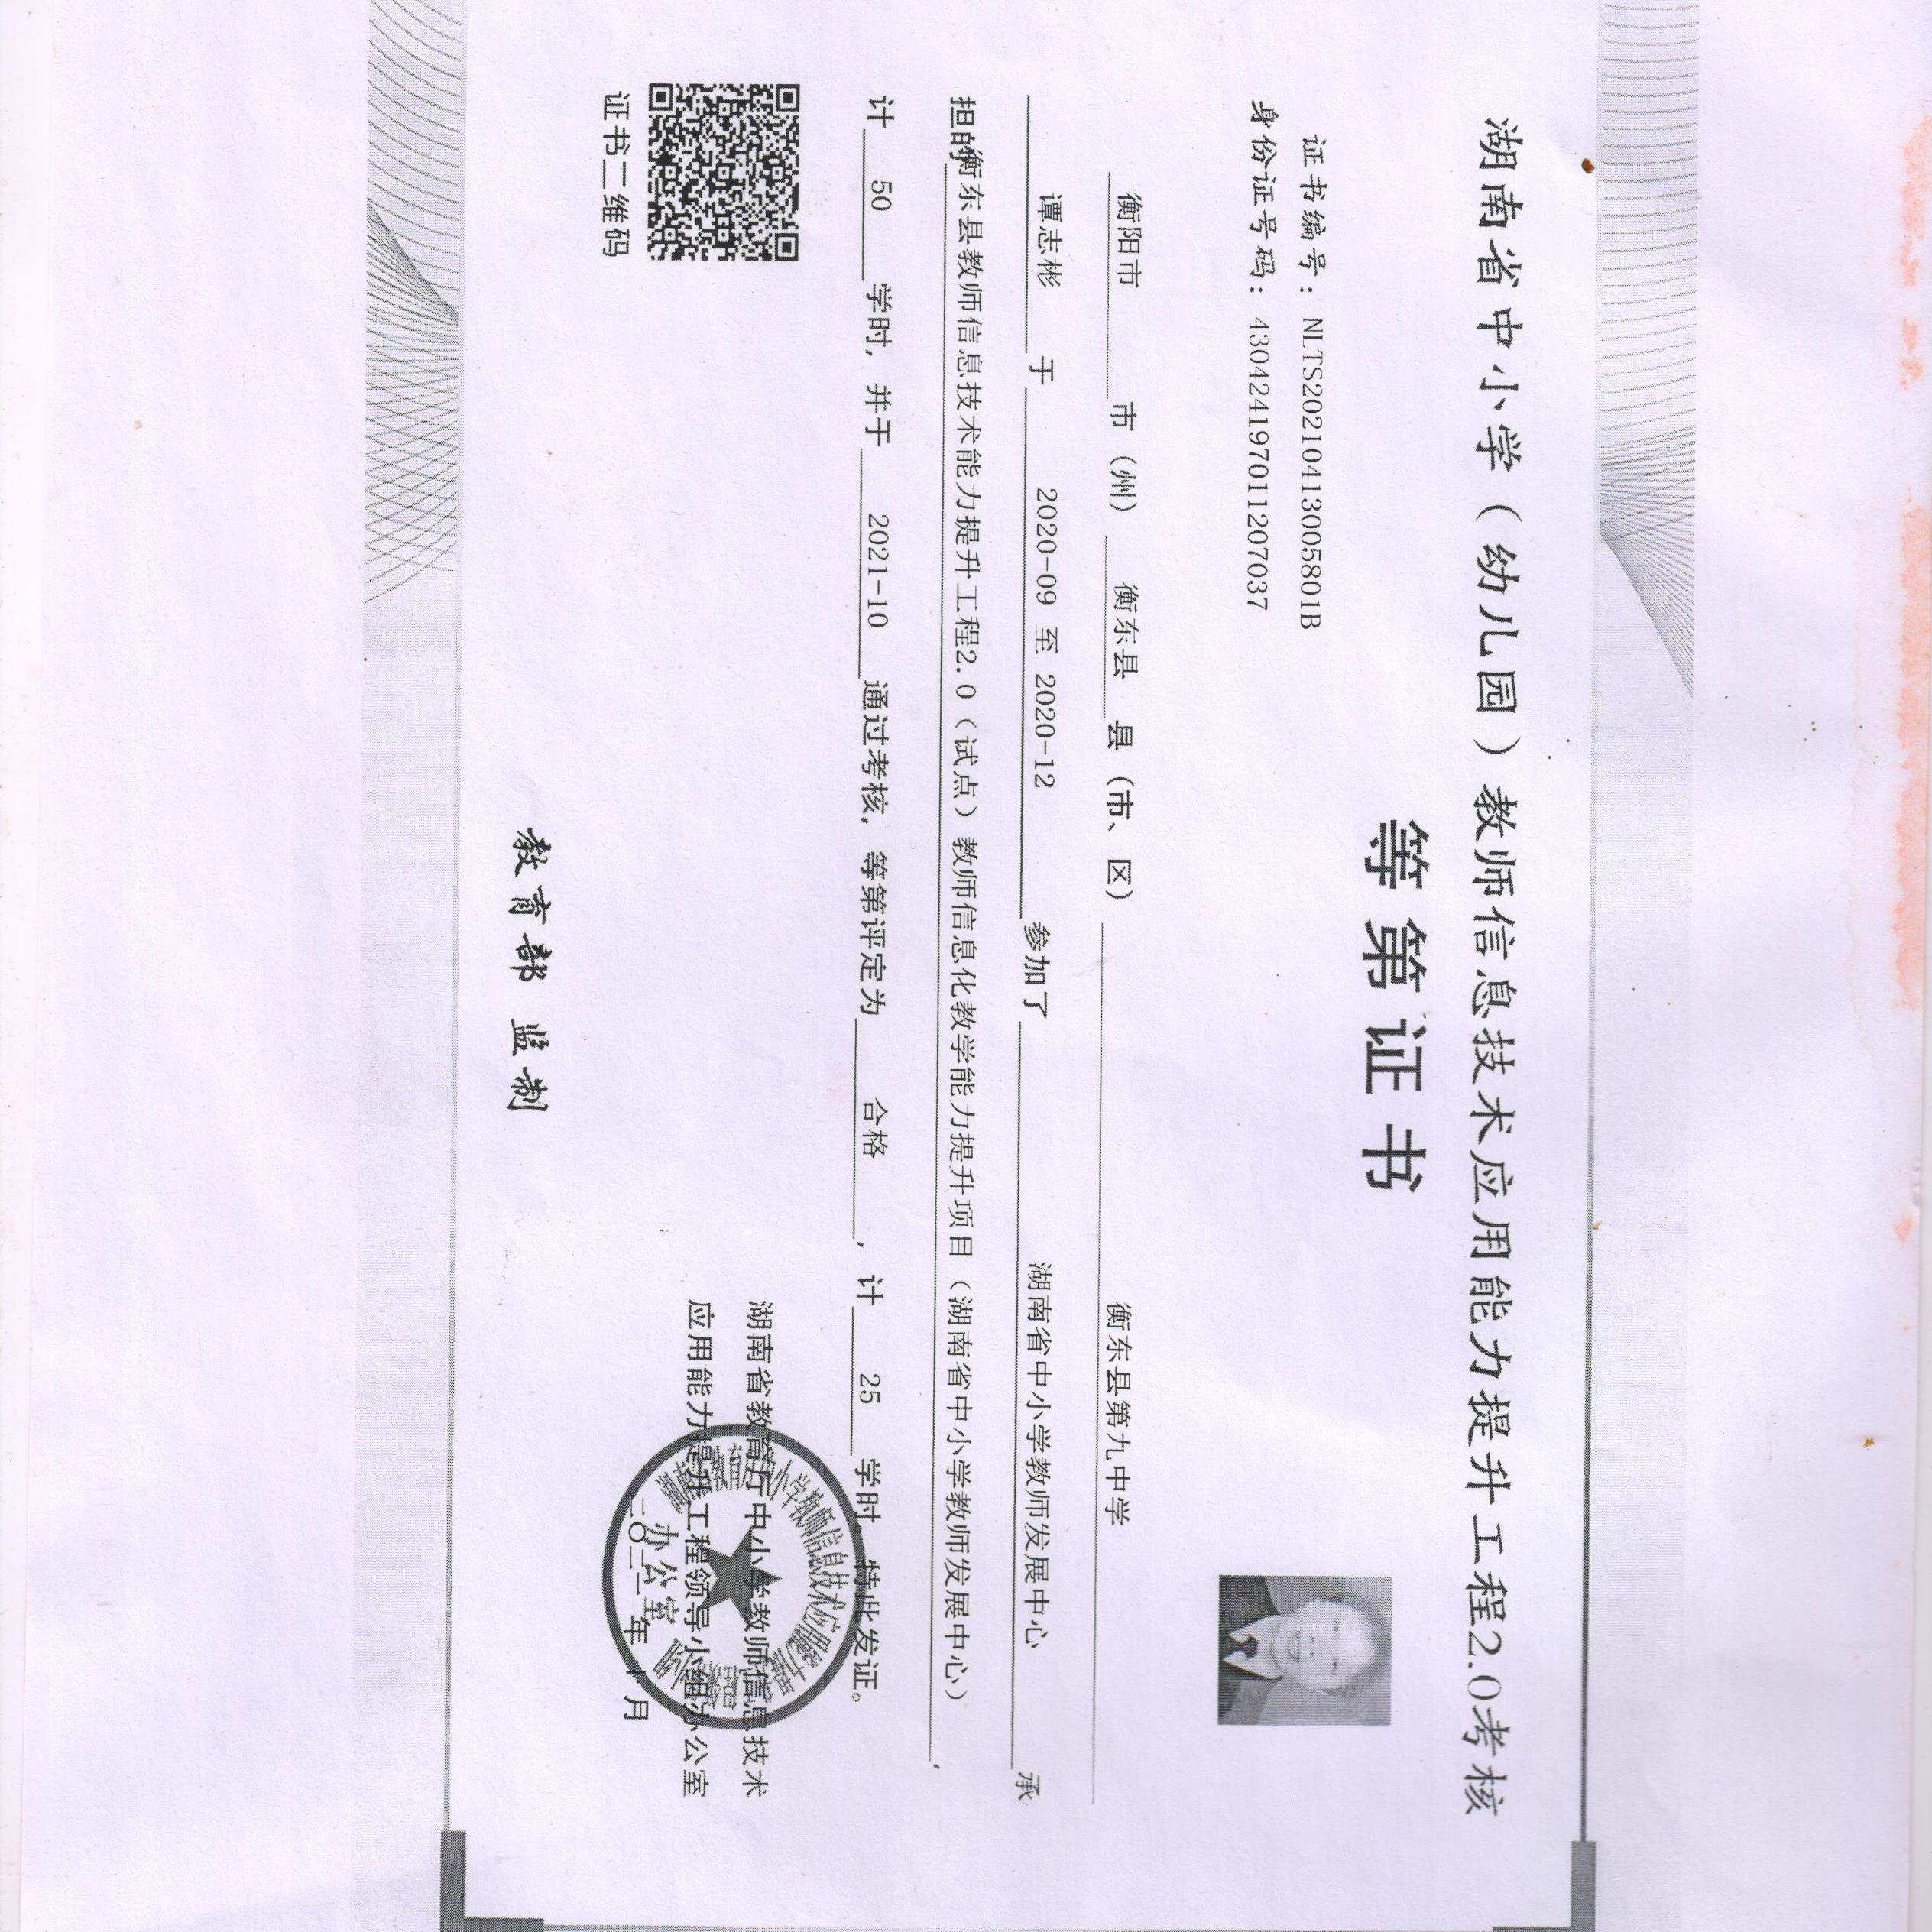 湖南省中小学（幼儿园）教师信息技术应用能力提升工程2.0考核
等第证书
证书编号：NLTS20210413005801B
身份证号码：430424197011207037
衡阳市 市（州） 衡东县 县（市、区） 衡东县第九中学
谭志彬 于 2020-09 至 2020-12 参加了 湖南省中小学教师发展中心 承
担的衡东县教师信息技术能力提升工程2.0（试点）教师信息化教学能力提升项目（湖南省中小学教师发展中心），
计 50 学时，并于 2021-10 通过考核，等第评定为 合格 ，计 25 学时。特此发证。
湖南省教育厅中小学教师信息技术
应用能力提升工程领导小组办公室
办公室
二〇二一年十月
证书二维码
教育部 监制